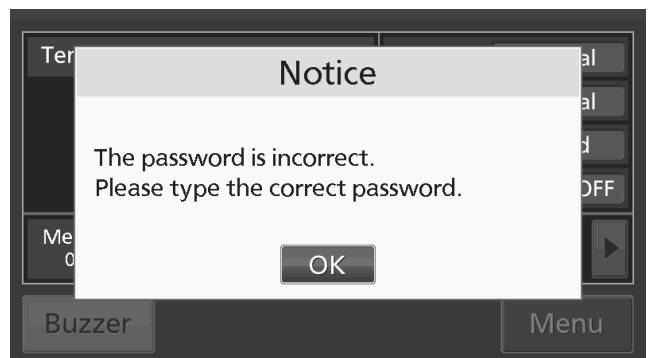 Notice
The password is incorrect.
Please type the correct password.
OK
Buzzer
Menu